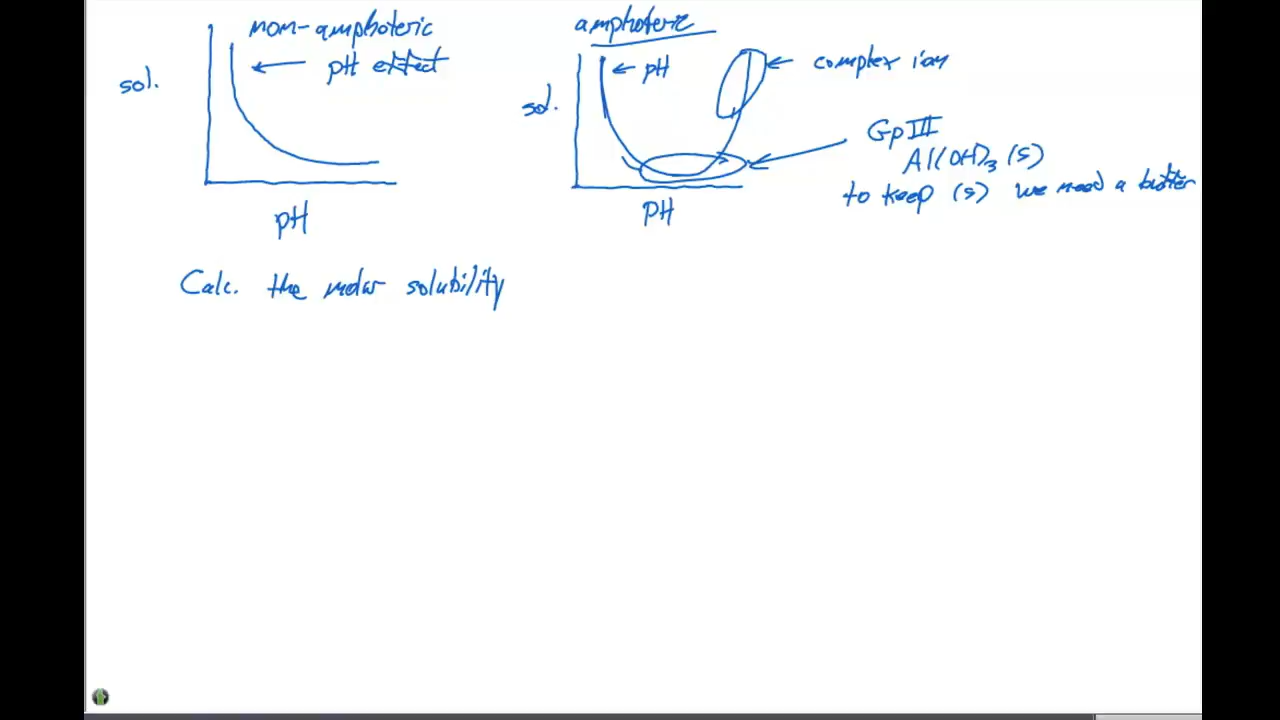 non-amphoteric
pH effect
sol.
pH
amphoteric
pH
complex ion
sol.
Gp III
Al(OH)₃ (s)
to keep (s) we need a buffer
pH
Calc. the molar solubility